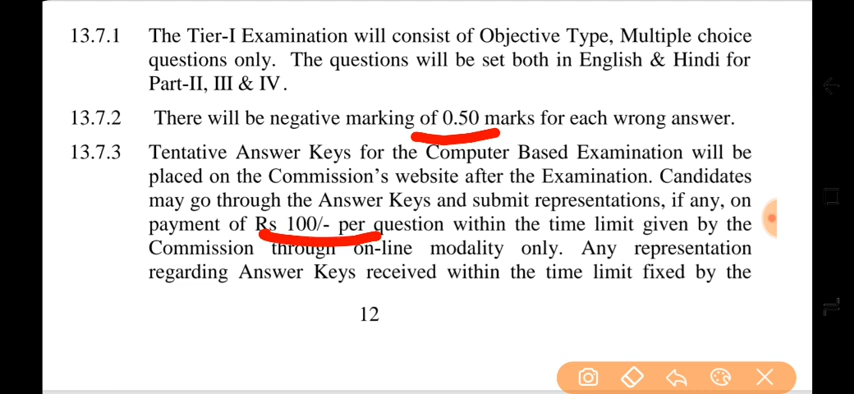 13.7.1 The Tier-I Examination will consist of Objective Type, Multiple choice
questions only. The questions will be set both in English & Hindi for
Part-II, III & IV.
13.7.2 There will be negative marking of 0.50 marks for each wrong answer.
13.7.3 Tentative Answer Keys for the Computer Based Examination will be
placed on the Commission's website after the Examination. Candidates
may go through the Answer Keys and submit representations, if any, on
payment of Rs 100/- per question within the time limit given by the
Commission through on-line modality only. Any representation
regarding Answer Keys received within the time limit fixed by the
12